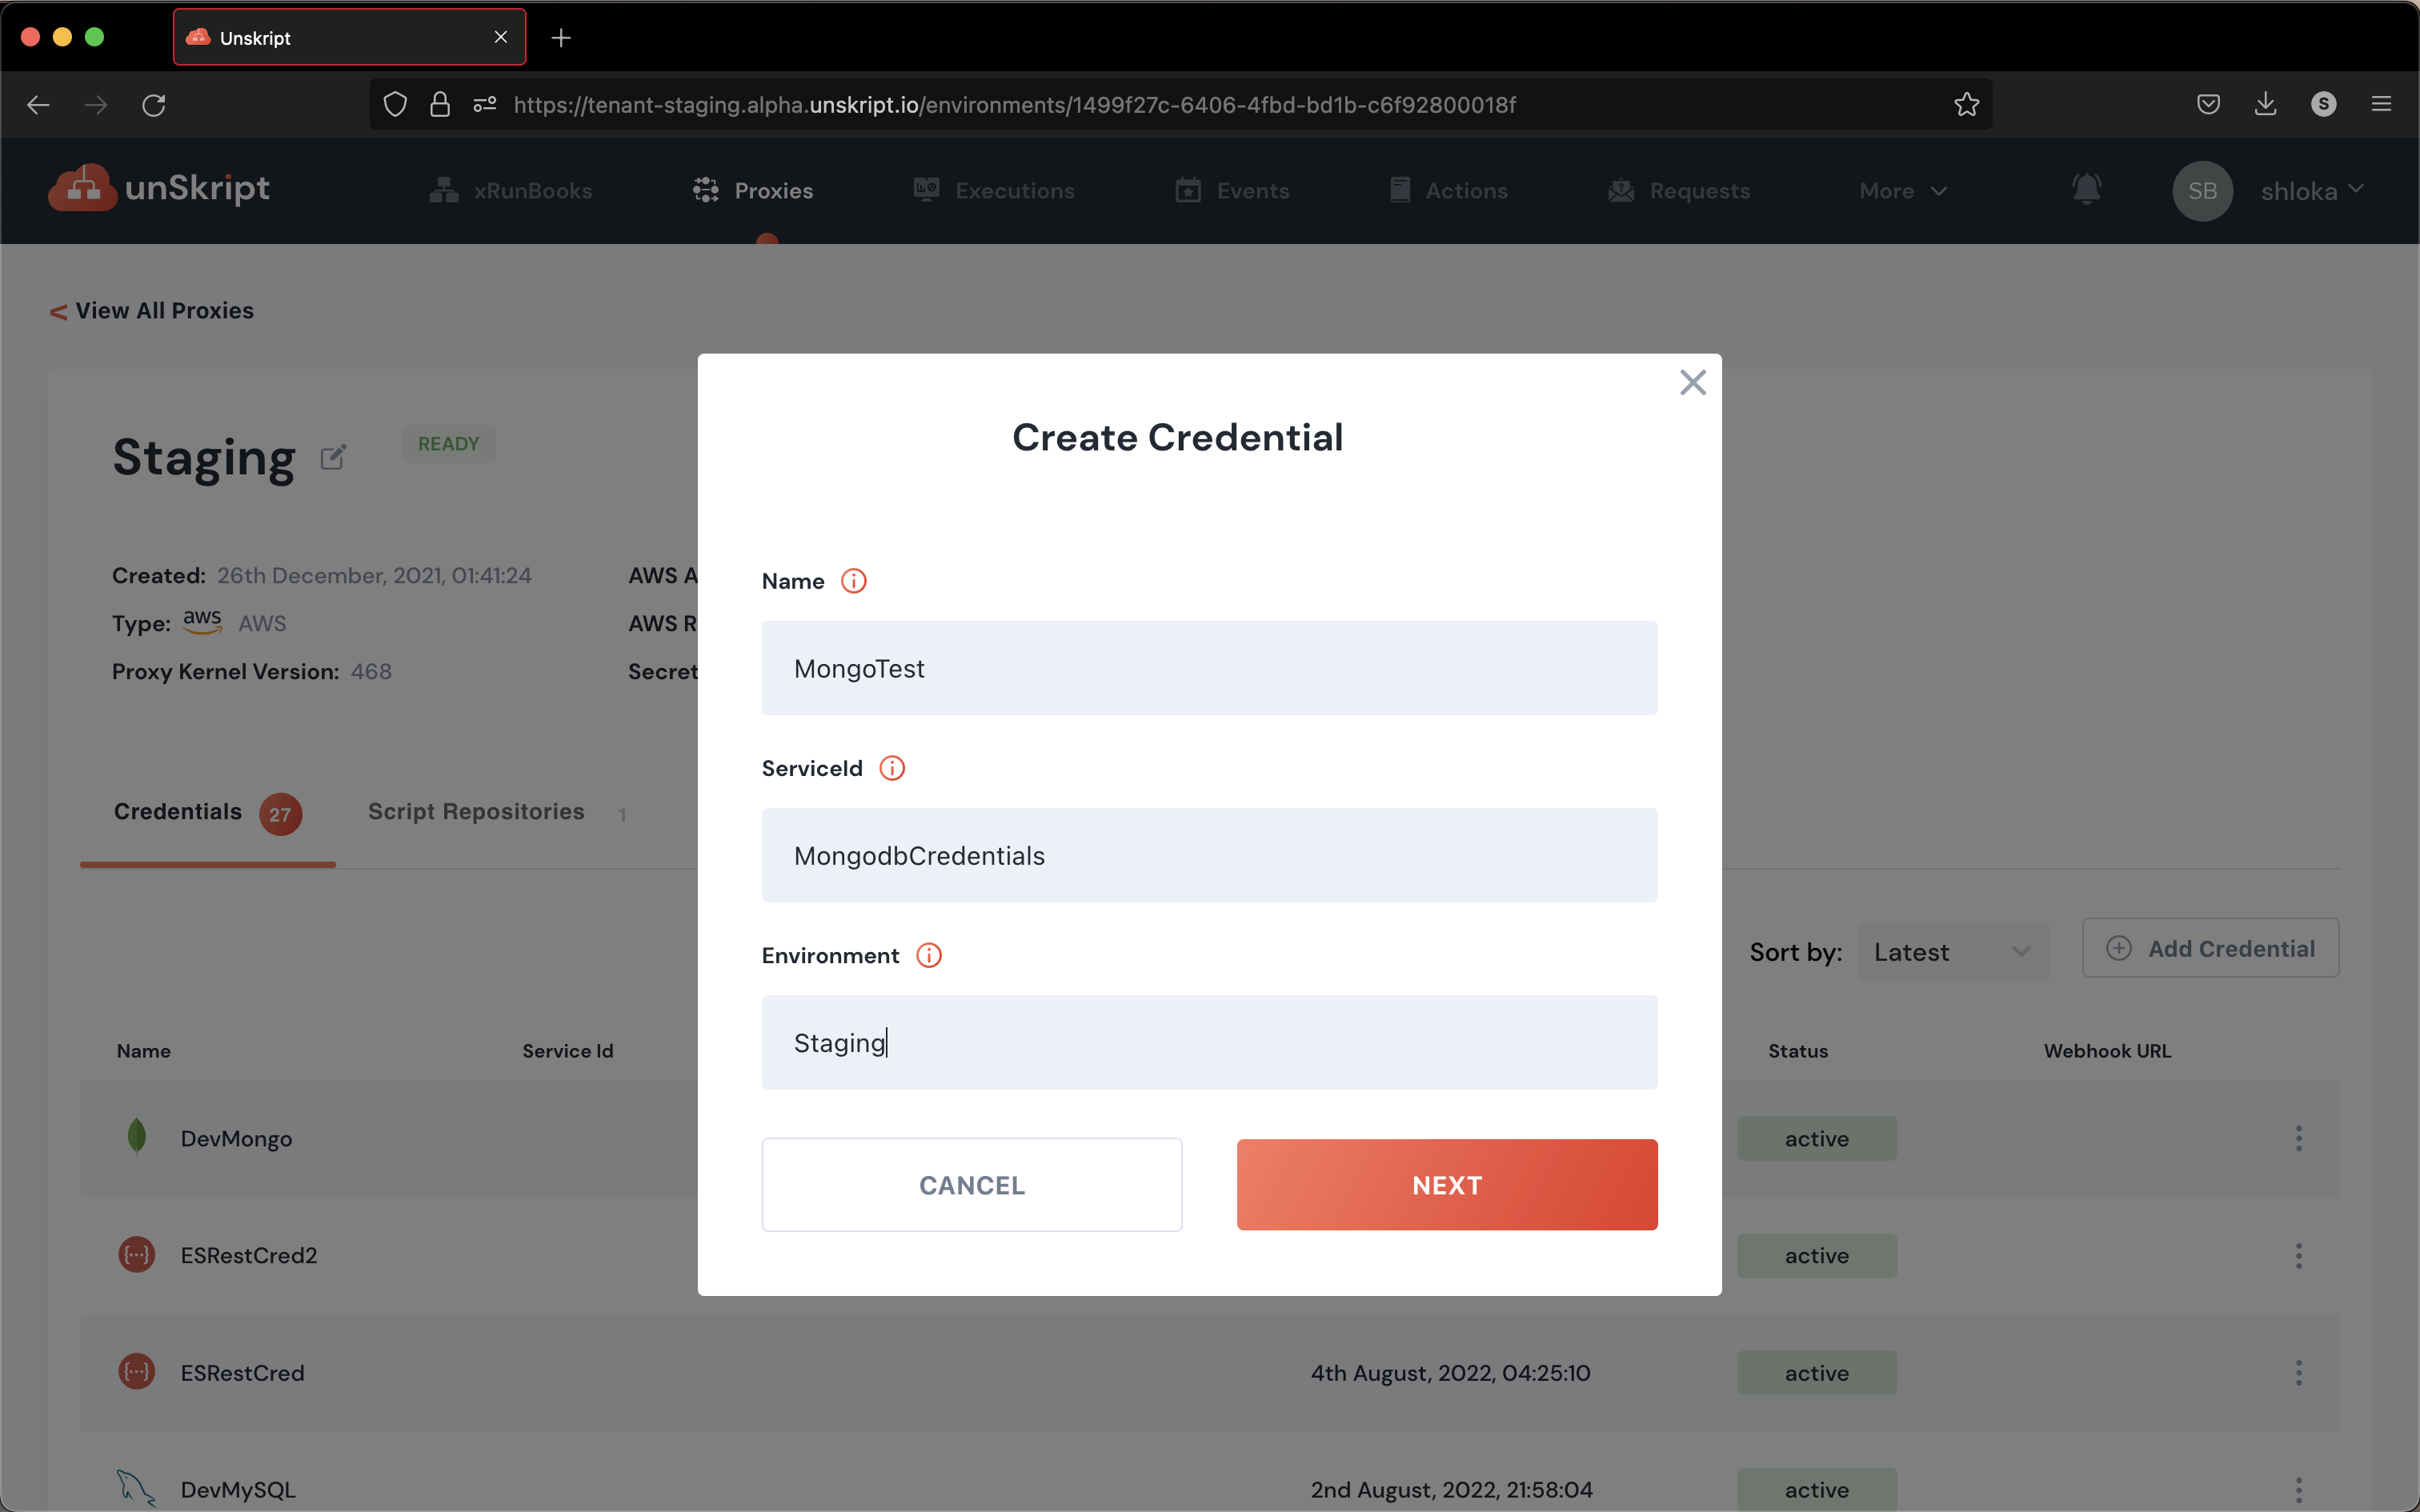 Unskript
https://tenant-staging.alpha.unskript.io/environments/1499f27c-6406-4fbd-bd1b-c6f92800018f
S
unSkript
xRunBooks
Proxies
Executions
Events
Actions
Requests
More
SB
shloka
< View All Proxies
Staging
READY
Created: 26th December, 2021, 01:41:24
AWS A
Type: aws AWS
AWS R
Proxy Kernel Version: 468
Secret
Credentials 27
Script Repositories 1
Create Credential
Name
MongoTest
ServiceId
MongodbCredentials
Environment
Staging
CANCEL
NEXT
Sort by: Latest
Add Credential
Name
Service Id
Status
Webhook URL
DevMongo
active
ESRestCred2
active
ESRestCred
4th August, 2022, 04:25:10
active
DevMySQL
2nd August, 2022, 21:58:04
active